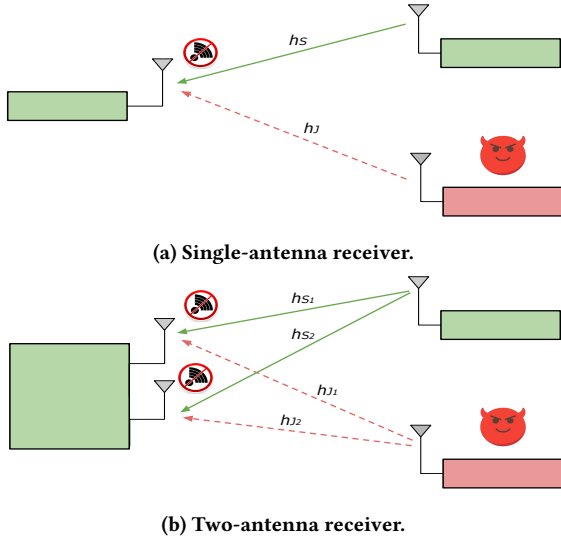 hS
hJ
(a) Single-antenna receiver.
hS1
hS2
hJ1
hJ2
(b) Two-antenna receiver.